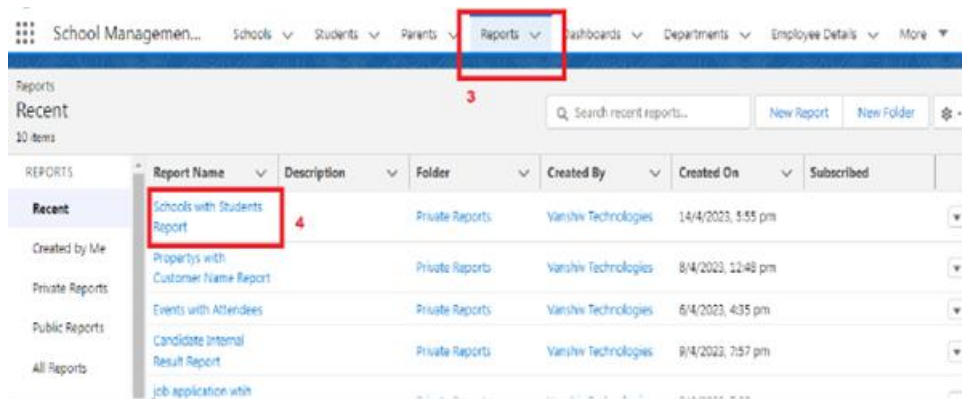 School Managemen... Schools Students Parents Reports Dashboards Departments Employee Details More
3
Reports
Recent
10 items
Search recent reports...
New Report New Folder
REPORTS Report Name Description Folder Created By Created On Subscribed
Recent
Created by Me
Private Reports
Public Reports
All Reports
Schools with Students
Report
4
Private Reports Vanshiv Technologies 14/4/2023, 5:55 pm
Propertys with
Customer Name Report
Private Reports Vanshiv Technologies 8/4/2023, 12:48 pm
Events with Attendees Private Reports Vanshiv Technologies 6/4/2023, 4:35 pm
Candidate Internal
Result Report
Private Reports Vanshiv Technologies 9/4/2023, 7:57 pm
job application wtih